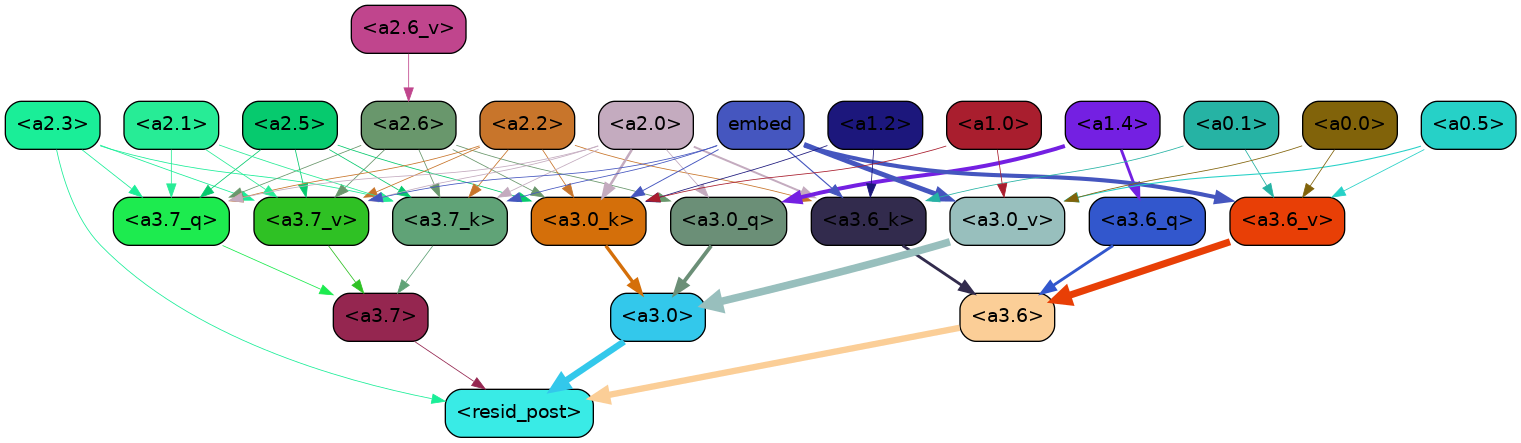 <a2.6_v>
<a2.3> <a2.1> <a2.5> <a2.6> <a2.2> <a2.0> embed <a1.2> <a1.0> <a1.4> <a0.1> <a0.0> <a0.5>
<a3.7_q> <a3.7_v> <a3.7_k> <a3.0_k> <a3.0_q> <a3.6_k> <a3.0_v> <a3.6_q> <a3.6_v>
<a3.7> <a3.0> <a3.6>
<resid_post>